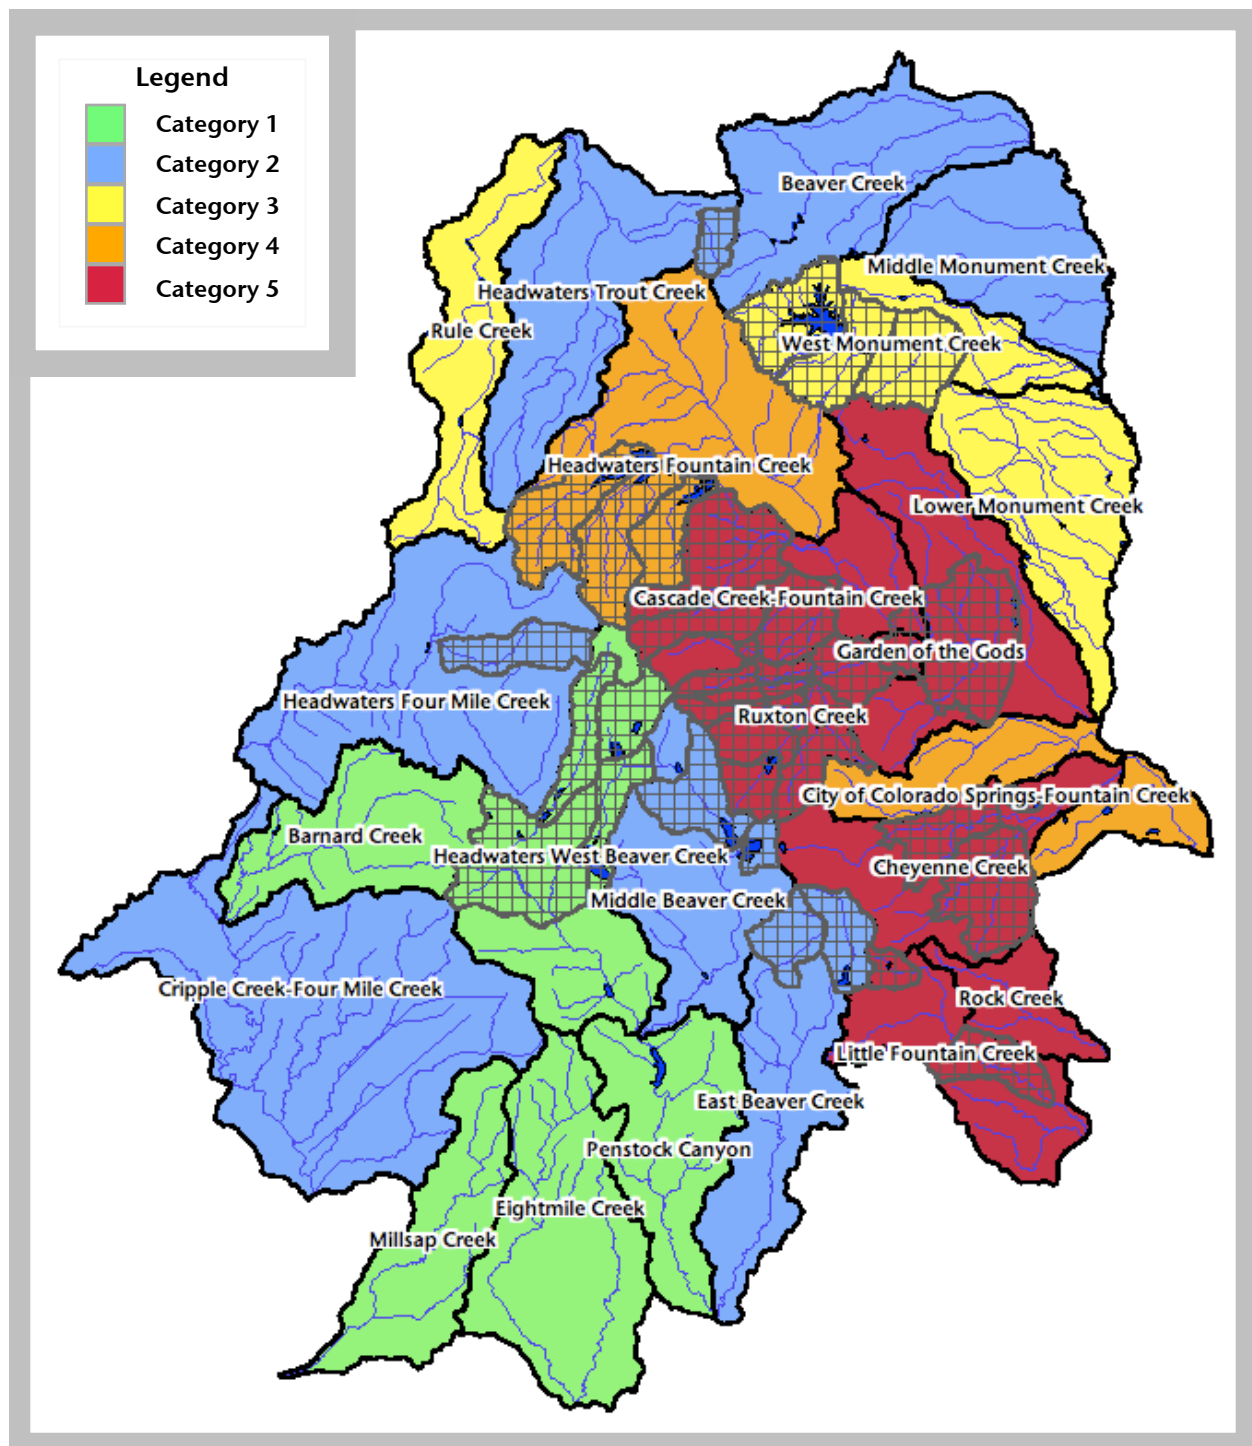 Legend
Category 1
Category 2
Category 3
Category 4
Category 5
Beaver Creek
Middle Monument Creek
Headwaters Trout Creek
Rule Creek
West Monument Creek
Headwaters Fountain Creek
Lower Monument Creek
Cascade Creek-Fountain Creek
Garden of the Gods
Headwaters Four Mile Creek
Ruxton Creek
City of Colorado Springs-Fountain Creek
Barnard Creek
Headwaters West Beaver Creek
Cheyenne Creek
Middle Beaver Creek
Cripple Creek-Four Mile Creek
Rock Creek
Little Fountain Creek
East Beaver Creek
Penstock Canyon
Eightmile Creek
Millsap Creek